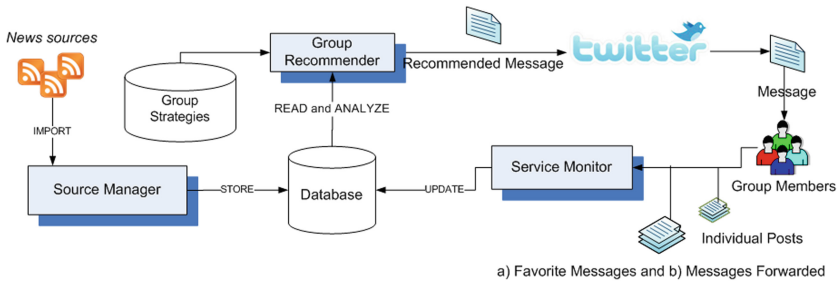 News sources
IMPORT
Group
Strategies
Group
Recommender
Recommended Message
twitter
Message
READ and ANALYZE
Source Manager
STORE
Database
UPDATE
Service Monitor
Group Members
Individual Posts
a) Favorite Messages and b) Messages Forwarded